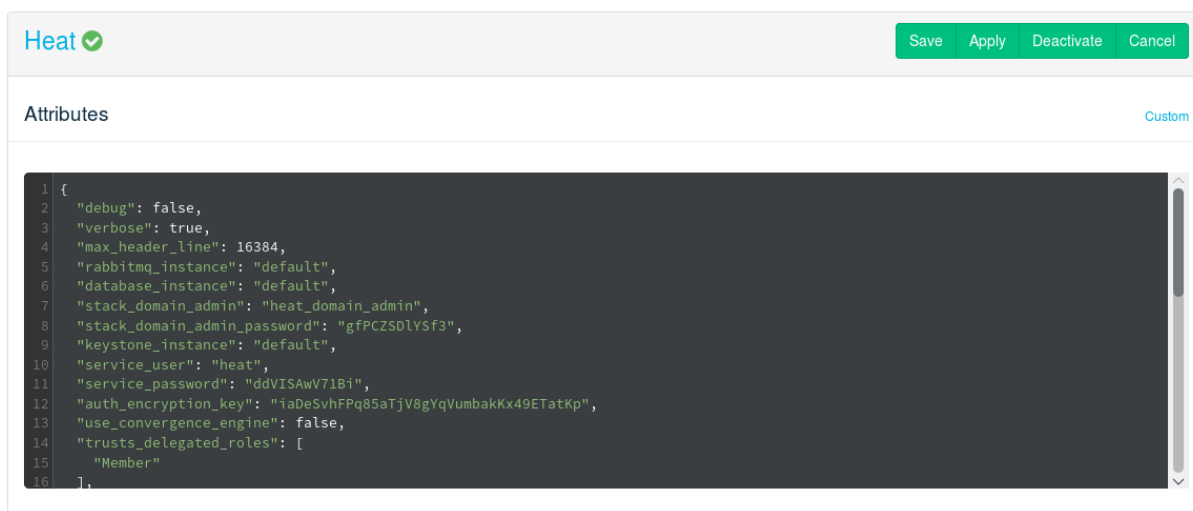 Heat
Save Apply Deactivate Cancel
Attributes
Custom
1 {
2 "debug": false,
3 "verbose": true,
4 "max_header_line": 16384,
5 "rabbitmq_instance": "default",
6 "database_instance": "default",
7 "stack_domain_admin": "heat_domain_admin",
8 "stack_domain_admin_password": "gfPCZSDlYSf3",
9 "keystone_instance": "default",
10 "service_user": "heat",
11 "service_password": "ddVISAwV71Bi",
12 "auth_encryption_key": "iaDeSvhFPq85aTjV8gYqVumbakKx49ETatKp",
13 "use_convergence_engine": false,
14 "trusts_delegated_roles": [
15 "Member"
16 ],